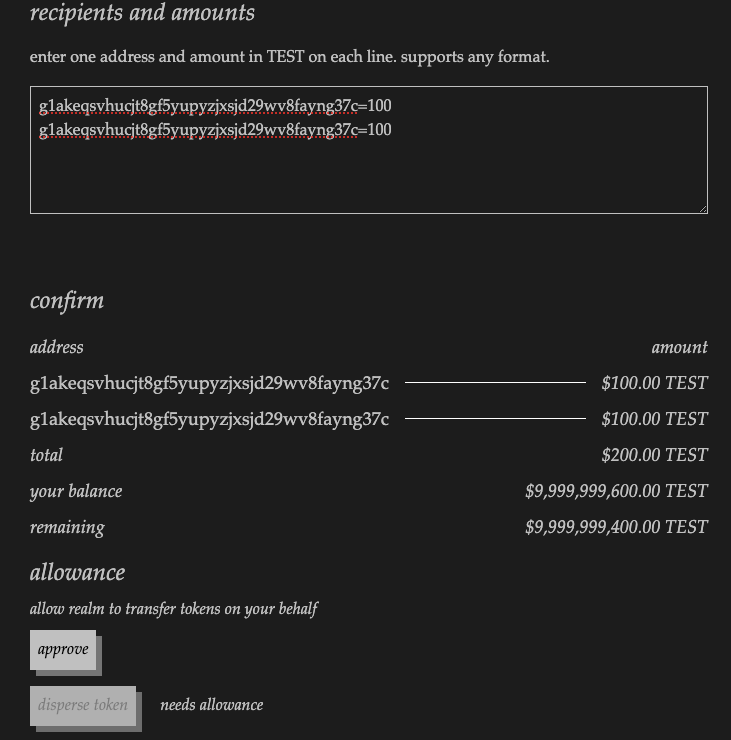 recipients and amounts
enter one address and amount in TEST on each line. supports any format.
g1akeqsvhucjt8gf5yupyzjxsjd29wv8fayng37c=100
g1akeqsvhucjt8gf5yupyzjxsjd29wv8fayng37c=100
confirm
address amount
g1akeqsvhucjt8gf5yupyzjxsjd29wv8fayng37c $100.00 TEST
g1akeqsvhucjt8gf5yupyzjxsjd29wv8fayng37c $100.00 TEST
total $200.00 TEST
your balance $9,999,999,600.00 TEST
remaining $9,999,999,400.00 TEST
allowance
allow realm to transfer tokens on your behalf
approve
disperse token needs allowance